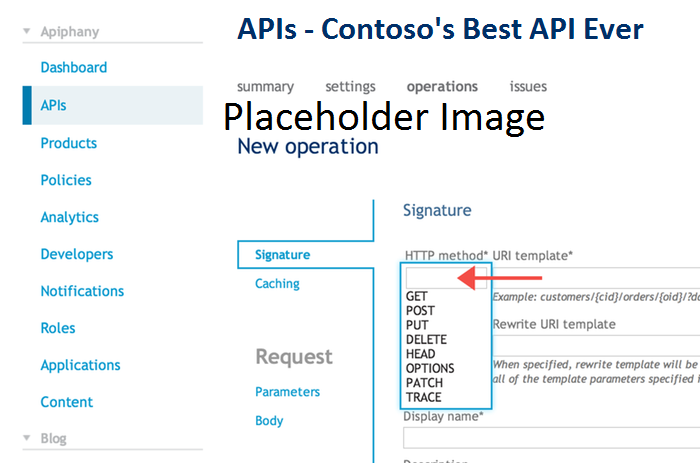 Apiphany
Dashboard
APIs
Products
Policies
Analytics
Developers
Notifications
Roles
Applications
Content
Blog
APIs - Contoso's Best API Ever
summary settings operations issues
Placeholder Image
New operation
Signature
Caching
Request
Parameters
Body
Signature
HTTP method* URI template*
GET
POST
PUT
DELETE
HEAD
OPTIONS
PATCH
TRACE
Example: customers/{cid}/orders/{oid}/?da
Rewrite URI template
When specified, rewrite template will be
all of the template parameters specified i
Display name*
Description